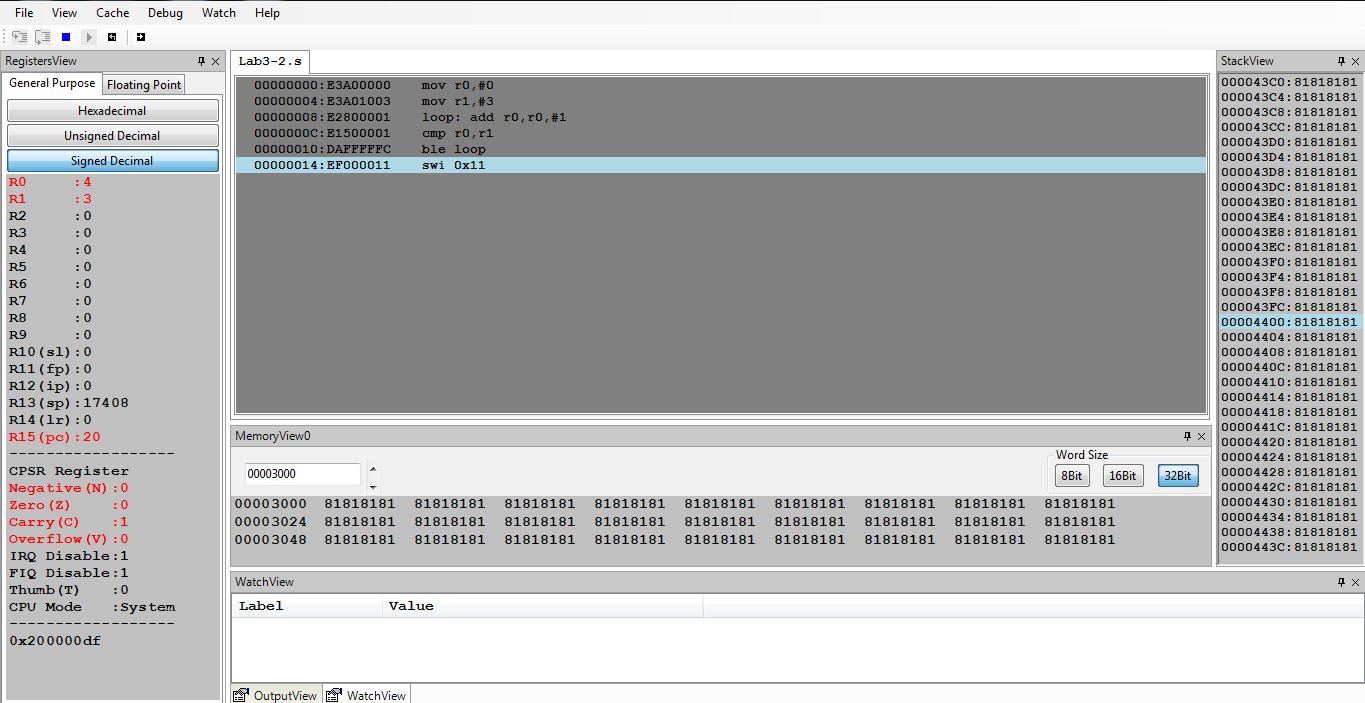 File View Cache Debug Watch Help
RegistersView
General Purpose Floating Point
Hexadecimal
Unsigned Decimal
Signed Decimal
R0 :4
R1 :3
R2 :0
R3 :0
R4 :0
R5 :0
R6 :0
R7 :0
R8 :0
R9 :0
R10(sl):0
R11(fp):0
R12(ip):0
R13(sp):17408
R14(lr):0
R15(pc):20
------------------
CPSR Register
Negative(N):0
Zero(Z) :0
Carry(C) :1
Overflow(V):0
IRQ Disable:1
FIQ Disable:1
Thumb(T) :0
CPU Mode :System
------------------
0x200000df
Lab3-2.s
00000000:E3A00000 mov r0,#0
00000004:E3A01003 mov r1,#3
00000008:E2800001 loop: add r0,r0,#1
0000000C:E1500001 cmp r0,r1
00000010:DAFFFFFC ble loop
00000014:EF000011 swi 0x11
MemoryView0
00003000
Word Size
8Bit 16Bit 32Bit
00003000 81818181 81818181 81818181 81818181 81818181 81818181 81818181 81818181 81818181
00003024 81818181 81818181 81818181 81818181 81818181 81818181 81818181 81818181 81818181
00003048 81818181 81818181 81818181 81818181 81818181 81818181 81818181 81818181 81818181
WatchView
Label Value
OutputView WatchView
StackView
000043C0:81818181
000043C4:81818181
000043C8:81818181
000043CC:81818181
000043D0:81818181
000043D4:81818181
000043D8:81818181
000043DC:81818181
000043E0:81818181
000043E4:81818181
000043E8:81818181
000043EC:81818181
000043F0:81818181
000043F4:81818181
000043F8:81818181
000043FC:81818181
00004400:81818181
00004404:81818181
00004408:81818181
0000440C:81818181
00004410:81818181
00004414:81818181
00004418:81818181
0000441C:81818181
00004420:81818181
00004424:81818181
00004428:81818181
0000442C:81818181
00004430:81818181
00004434:81818181
00004438:81818181
0000443C:81818181